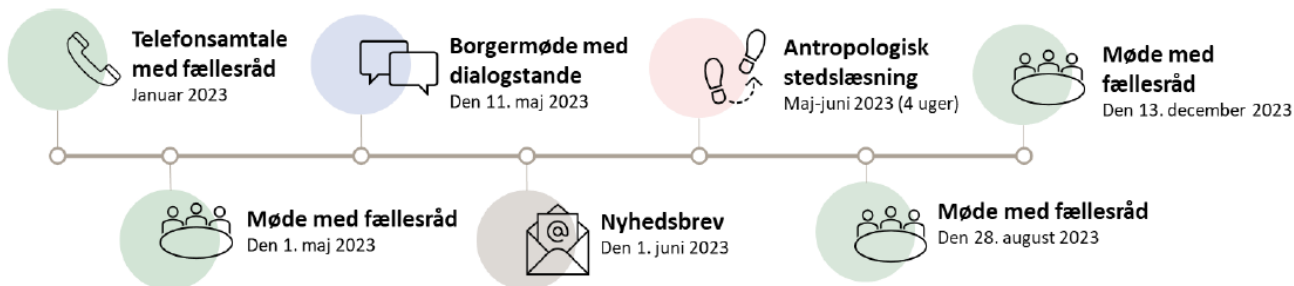 Telefonsamtale
med fællesråd
Januar 2023
Møde med fællesråd
Den 1. maj 2023
Borgermøde med
dialogstande
Den 11. maj 2023
@
Nyhedsbrev
Den 1. juni 2023
Antropologisk
stedslæsning
Maj-juni 2023 (4 uger)
Møde med fællesråd
Den 28. august 2023
Møde med
fællesråd
Den 13. december 2023